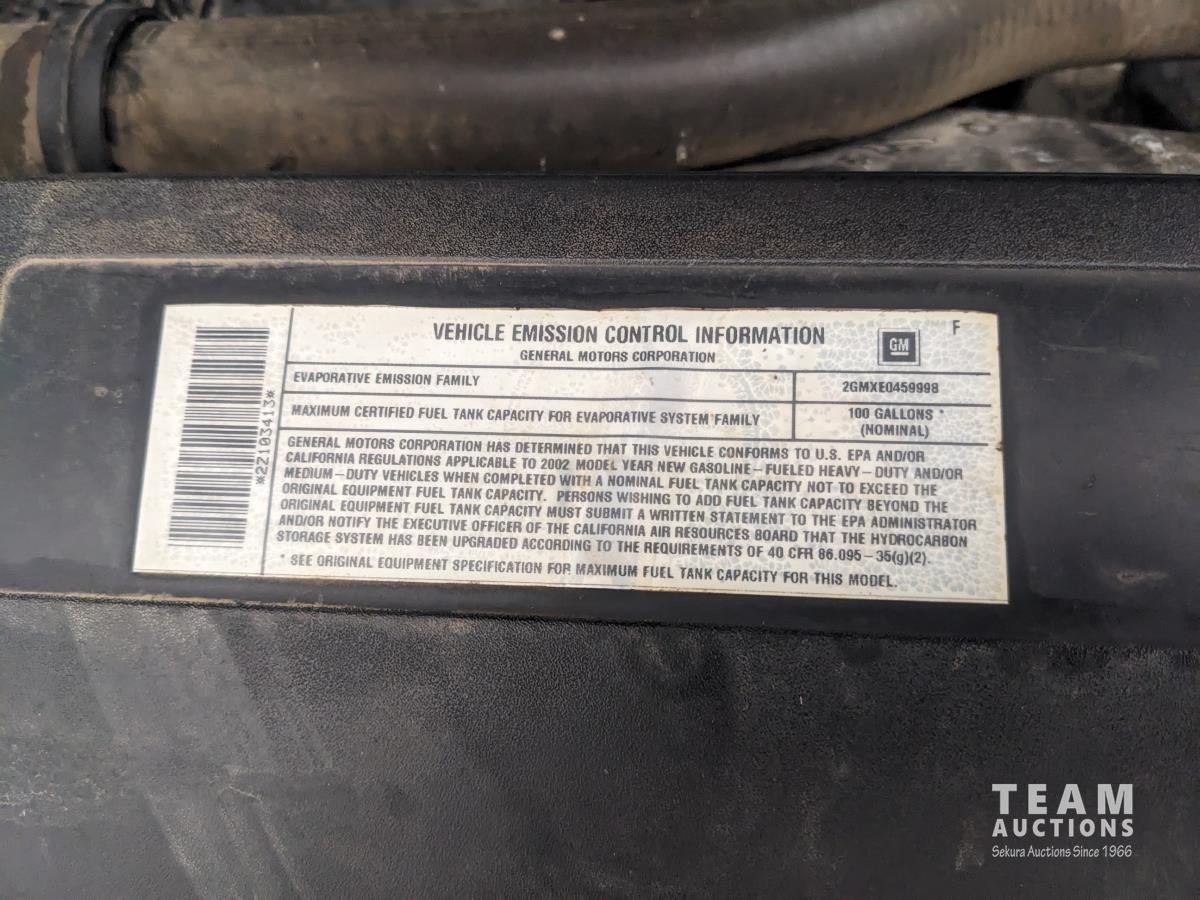 VEHICLE EMISSION CONTROL INFORMATION
GENERAL MOTORS CORPORATION
GM
F
EVAPORATIVE EMISSION FAMILY
2GMXE0459998
MAXIMUM CERTIFIED FUEL TANK CAPACITY FOR EVAPORATIVE SYSTEM FAMILY
100 GALLONS *
(NOMINAL)
*2Z103413*
GENERAL MOTORS CORPORATION HAS DETERMINED THAT THIS VEHICLE CONFORMS TO U.S. EPA AND/OR
CALIFORNIA REGULATIONS APPLICABLE TO 2002 MODEL YEAR NEW GASOLINE–FUELED HEAVY–DUTY AND/OR
MEDIUM–DUTY VEHICLES WHEN COMPLETED WITH A NOMINAL FUEL TANK CAPACITY NOT TO EXCEED THE
ORIGINAL EQUIPMENT FUEL TANK CAPACITY. PERSONS WISHING TO ADD FUEL TANK CAPACITY BEYOND THE
ORIGINAL EQUIPMENT FUEL TANK CAPACITY MUST SUBMIT A WRITTEN STATEMENT TO THE EPA ADMINISTRATOR
AND/OR NOTIFY THE EXECUTIVE OFFICER OF THE CALIFORNIA AIR RESOURCES BOARD THAT THE HYDROCARBON
STORAGE SYSTEM HAS BEEN UPGRADED ACCORDING TO THE REQUIREMENTS OF 40 CFR 86.095–35(g)(2).
* SEE ORIGINAL EQUIPMENT SPECIFICATION FOR MAXIMUM FUEL TANK CAPACITY FOR THIS MODEL.
TEAM
AUCTIONS
Sekura Auctions Since 1966